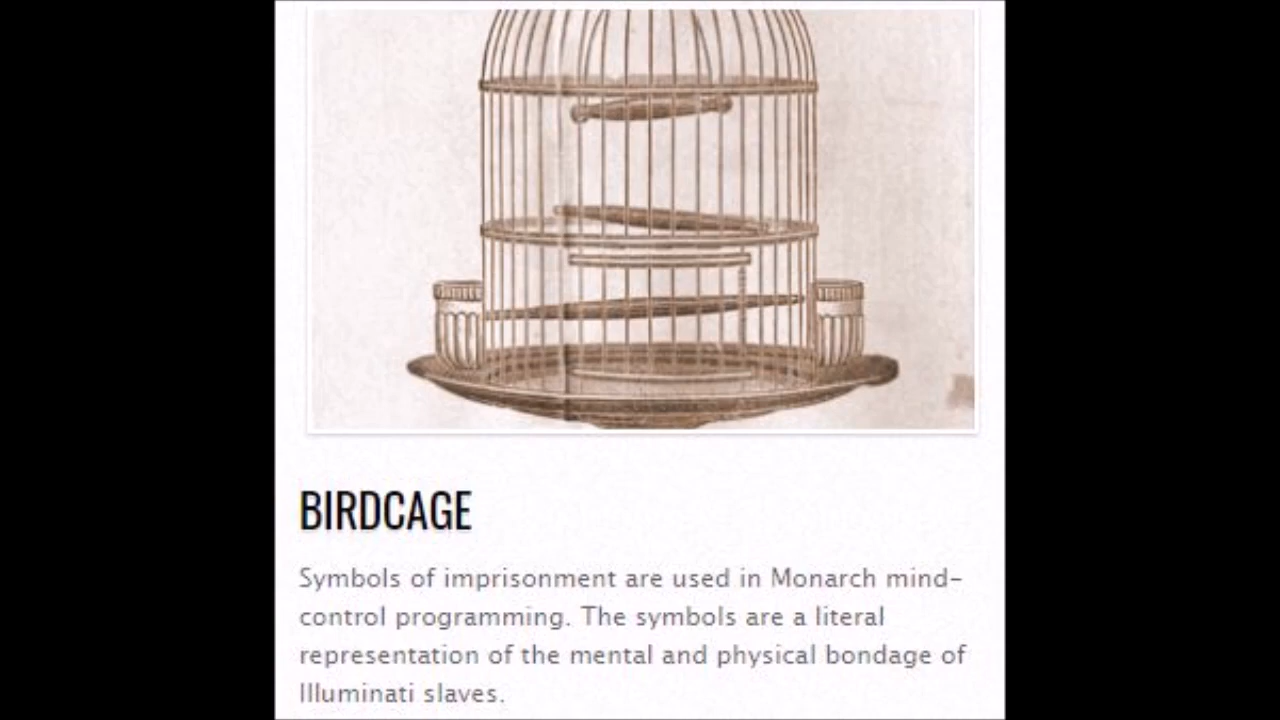 BIRDCAGE
Symbols of imprisonment are used in Monarch mind-
control programming. The symbols are a literal
representation of the mental and physical bondage of
Illuminati slaves.